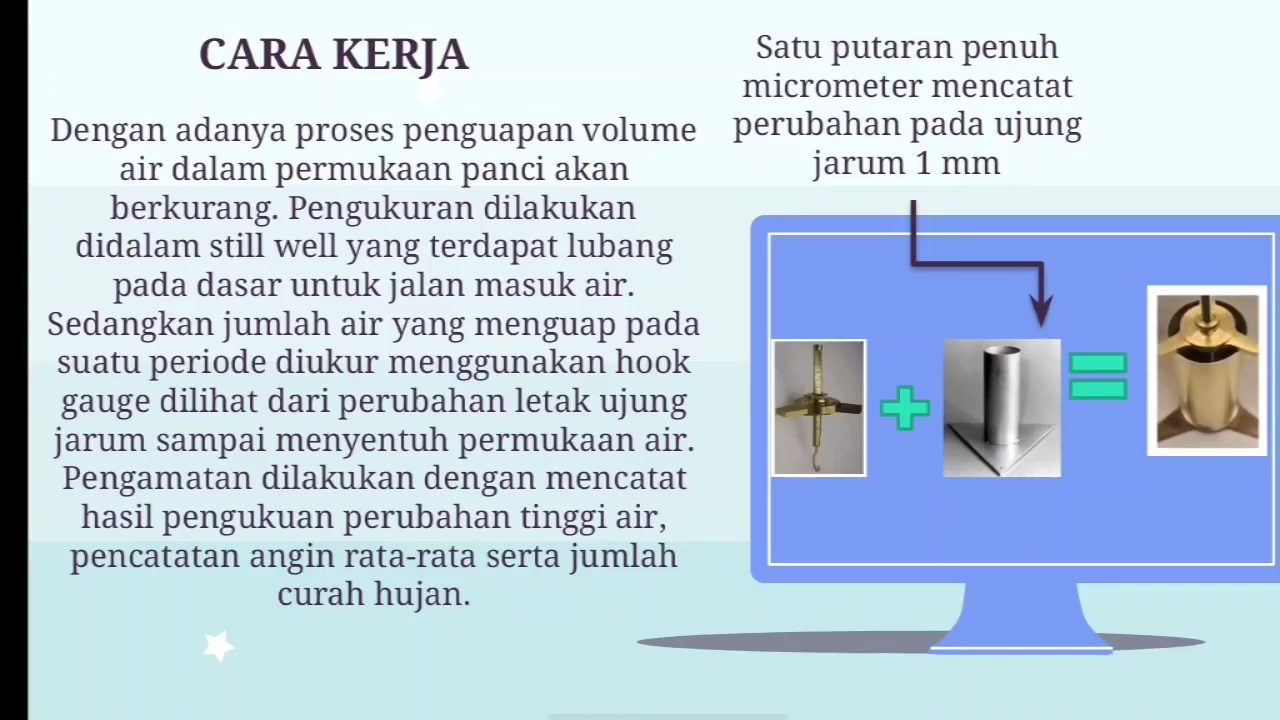 CARA KERJA
Dengan adanya proses penguapan volume
air dalam permukaan panci akan
berkurang. Pengukuran dilakukan
didalam still well yang terdapat lubang
pada dasar untuk jalan masuk air.
Sedangkan jumlah air yang menguap pada
suatu periode diukur menggunakan hook
gauge dilihat dari perubahan letak ujung
jarum sampai menyentuh permukaan air.
Pengamatan dilakukan dengan mencatat
hasil pengukuan perubahan tinggi air,
pencatatan angin rata-rata serta jumlah
curah hujan.
Satu putaran penuh
micrometer mencatat
perubahan pada ujung
jarum 1 mm